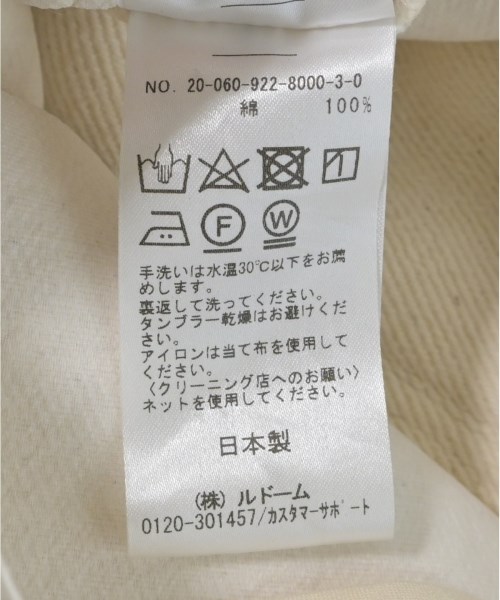 NO. 20-060-922-8000-3-0
綿 100%
F W
手洗いは水温30℃以下をお薦
めします。
裏返して洗ってください。
タンブラー乾燥はお避けくだ
さい。
アイロンは当て布を使用して
ください。
〈クリーニング店へのお願い〉
ネットを使用してください。
日本製
(株) ルドーム
0120-301457/カスタマーサポート